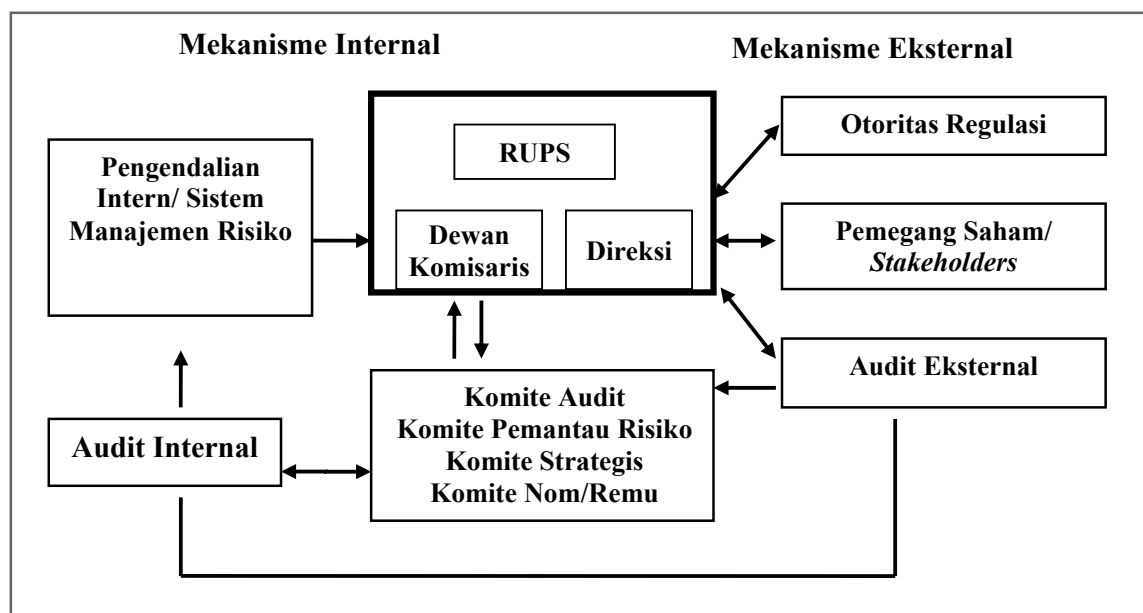 Mekanisme Internal
Mekanisme Eksternal
Pengendalian
Intern/ Sistem
Manajemen Risiko
RUPS
Dewan
Komisaris
Direksi
Otoritas Regulasi
Pemegang Saham/
Stakeholders
Audit Eksternal
Audit Internal
Komite Audit
Komite Pemantau Risiko
Komite Strategis
Komite Nom/Remu